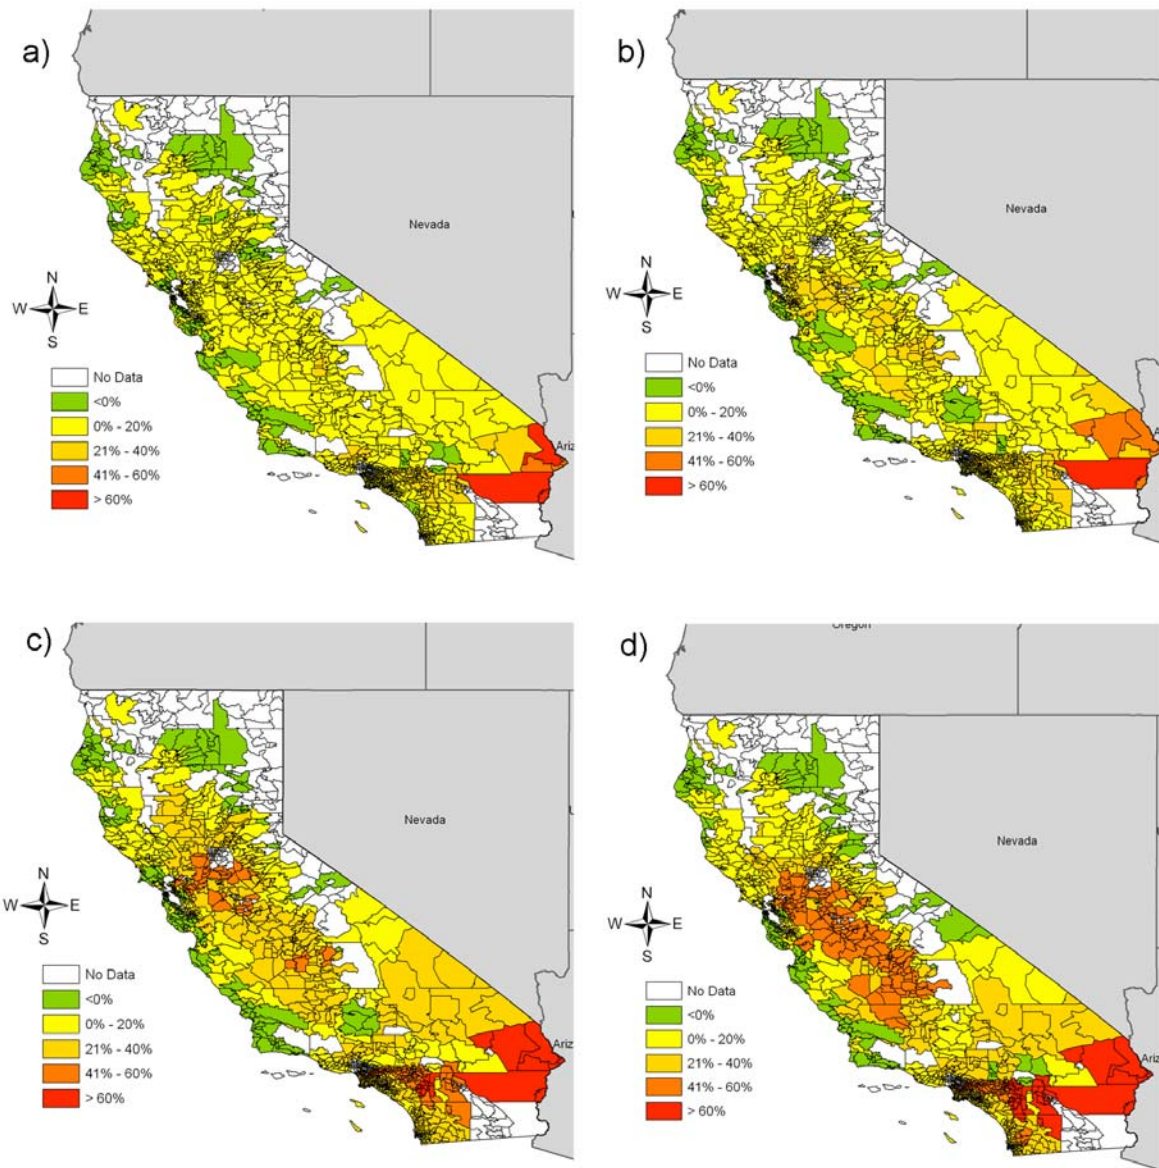 a)
Nevada
N
W E
S
No Data
<0%
0% - 20%
21% - 40%
41% - 60%
> 60%
Ariz
b)
Nevada
N
W E
S
No Data
<0%
0% - 20%
21% - 40%
41% - 60%
> 60%
A
c)
Nevada
N
W E
S
No Data
<0%
0% - 20%
21% - 40%
41% - 60%
> 60%
Ariz
Oregon
d)
Nevada
N
W E
S
No Data
<0%
0% - 20%
21% - 40%
41% - 60%
> 60%
Ariz